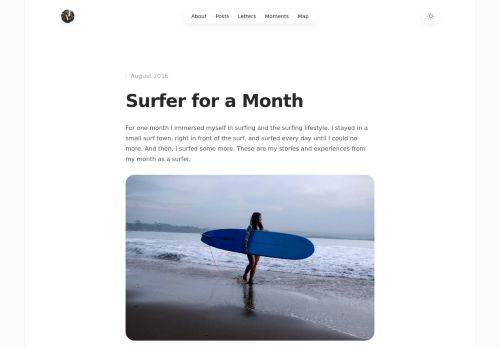 About Posts Letters Moments Map
August 2016
Surfer for a Month
For one month I immersed myself in surfing and the surfing lifestyle. I stayed in a
small surf town, right in front of the surf, and surfed every day until I could no
more. And then, I surfed some more. These are my stories and experiences from
my month as a surfer.